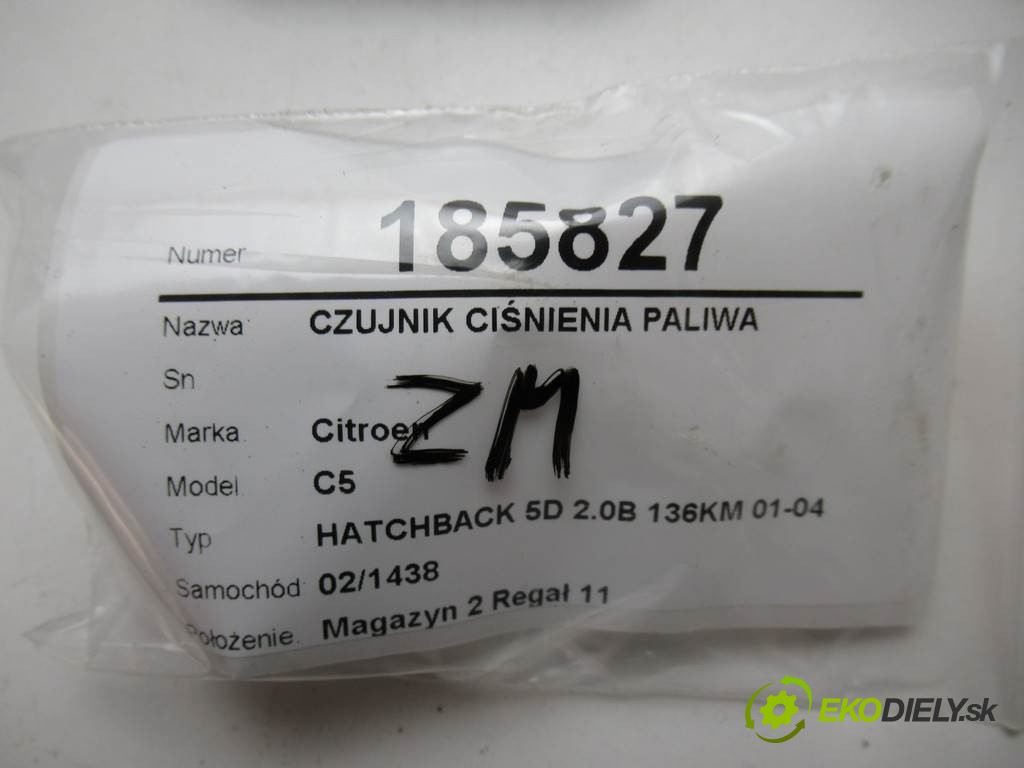 Numer 185827
Nazwa CZUJNIK CIŚNIENIA PALIWA
Sn
ZM
Marka Citroen
Model C5
Typ HATCHBACK 5D 2.0B 136KM 01-04
Samochód 02/1438
Położenie Magazyn 2 Regał 11
EKODIELY.sk